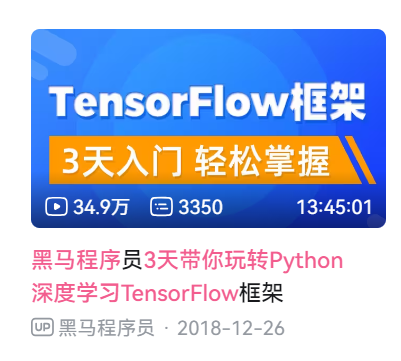 TensorFlow框架
3天入门 轻松掌握
34.9万 3350 13:45:01
黑马程序员3天带你玩转Python
深度学习TensorFlow框架
UP 黑马程序员 · 2018-12-26